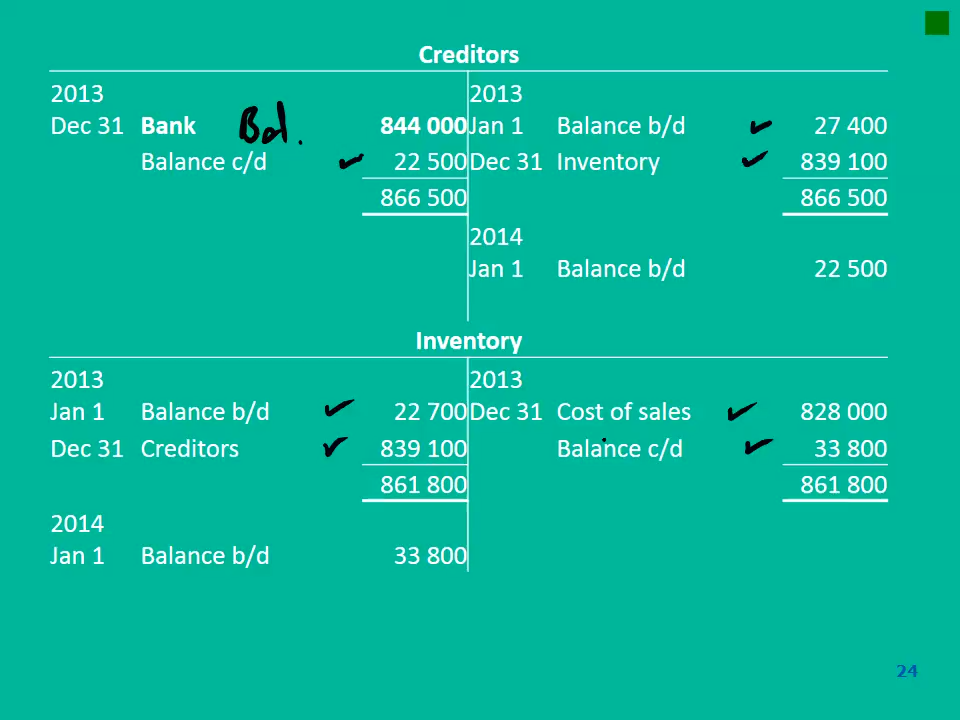 Creditors
2013 2013
Dec 31 Bank Bal. 844 000 Jan 1 Balance b/d 27 400
Balance c/d 22 500 Dec 31 Inventory 839 100
866 500 866 500
2014
Jan 1 Balance b/d 22 500
Inventory
2013 2013
Jan 1 Balance b/d 22 700 Dec 31 Cost of sales 828 000
Dec 31 Creditors 839 100 Balance c/d 33 800
861 800 861 800
2014
Jan 1 Balance b/d 33 800
24